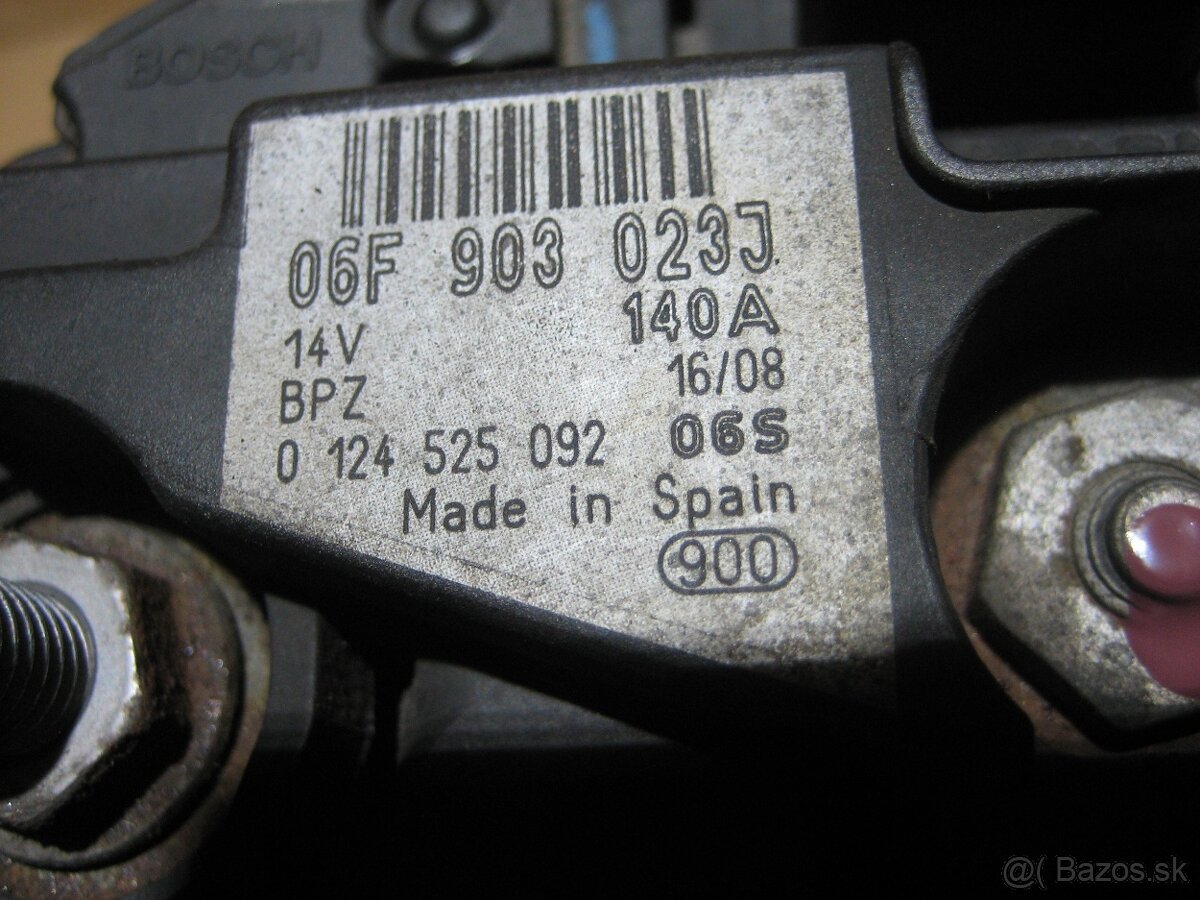 BOSCH
06F 903 023J
14V 140A
BPZ 16/08
0 124 525 092 06S
Made in Spain
900
@( Bazos.sk